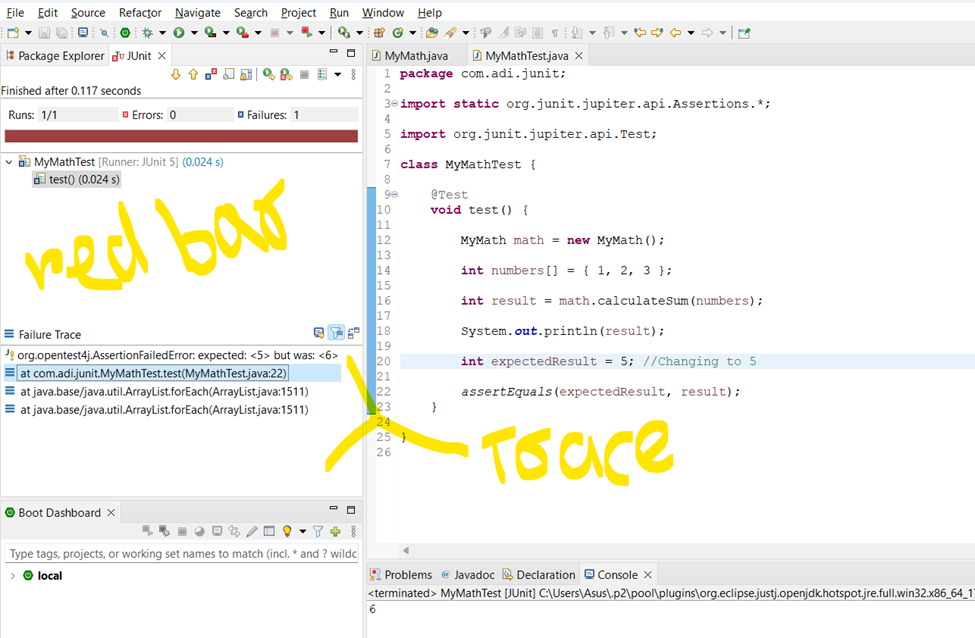 File Edit Source Refactor Navigate Search Project Run Window Help
Package Explorer JUnit
Finished after 0.117 seconds
Runs: 1/1 Errors: 0 Failures: 1
MyMathTest [Runner: JUnit 5] (0.024 s)
test() (0.024 s)
red bar
Failure Trace
org.opentest4j.AssertionFailedError: expected: <5> but was: <6>
at com.adi.junit.MyMathTest.test(MyMathTest.java:22)
at java.base/java.util.ArrayList.forEach(ArrayList.java:1511)
at java.base/java.util.ArrayList.forEach(ArrayList.java:1511)
Boot Dashboard
Type tags, projects, or working set names to match (incl. * and ? wildc
local
MyMath.java MyMathTest.java
1 package com.adi.junit;
2
3 import static org.junit.jupiter.api.Assertions.*;
4
5 import org.junit.jupiter.api.Test;
6
7 class MyMathTest {
8
9 @Test
10 void test() {
11
12 MyMath math = new MyMath();
13
14 int numbers[] = { 1, 2, 3 };
15
16 int result = math.calculateSum(numbers);
17
18 System.out.println(result);
19
20 int expectedResult = 5; //Changing to 5
21
22 assertEquals(expectedResult, result);
23 }
24
25 }
26
Trace
Problems Javadoc Declaration Console
<terminated> MyMathTest [JUnit] C:\Users\Asus\.p2\pool\plugins\org.eclipse.justj.openjdk.hotspot.jre.full.win32.x86_64_1
6